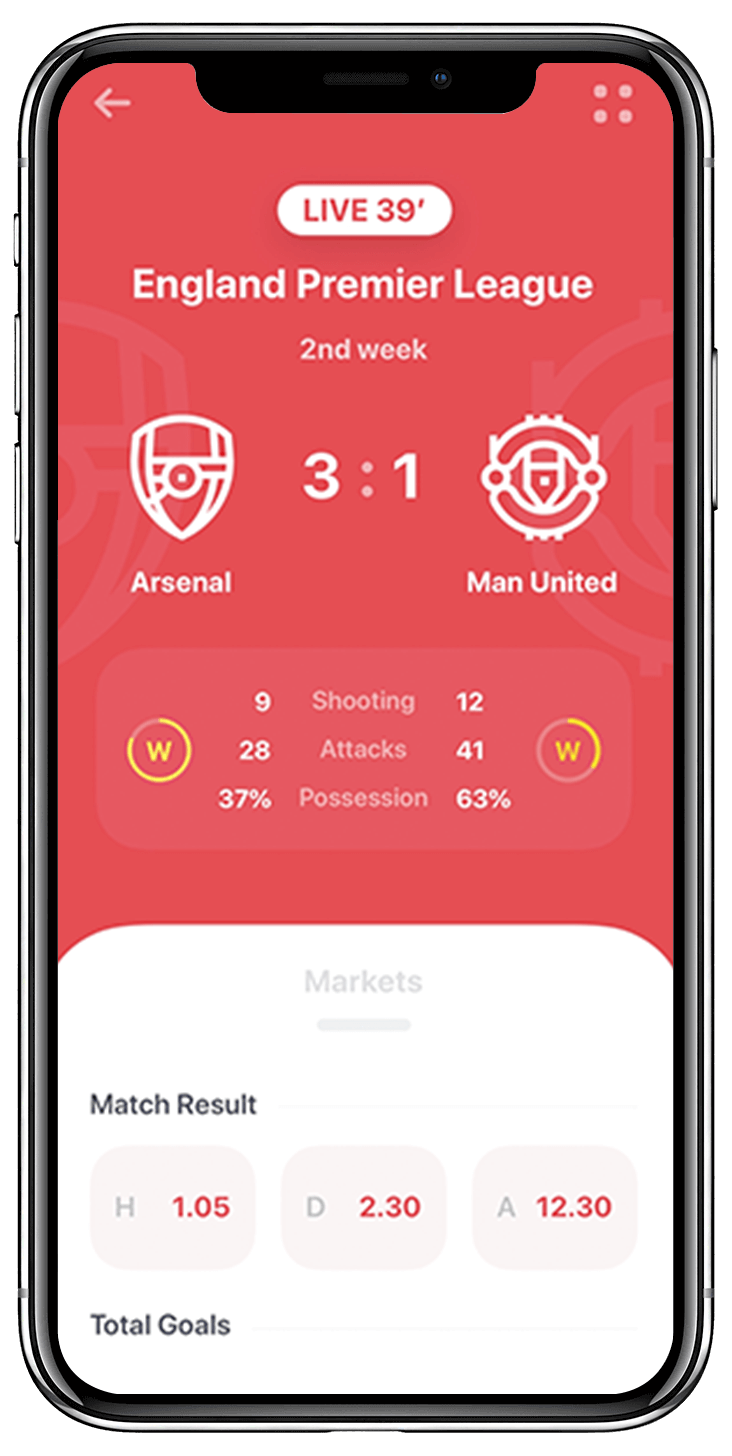 LIVE 39’
England Premier League
2nd week
3 : 1
Arsenal Man United
9 Shooting 12
W 28 Attacks 41 W
37% Possession 63%
Markets
Match Result
H 1.05 D 2.30 A 12.30
Total Goals